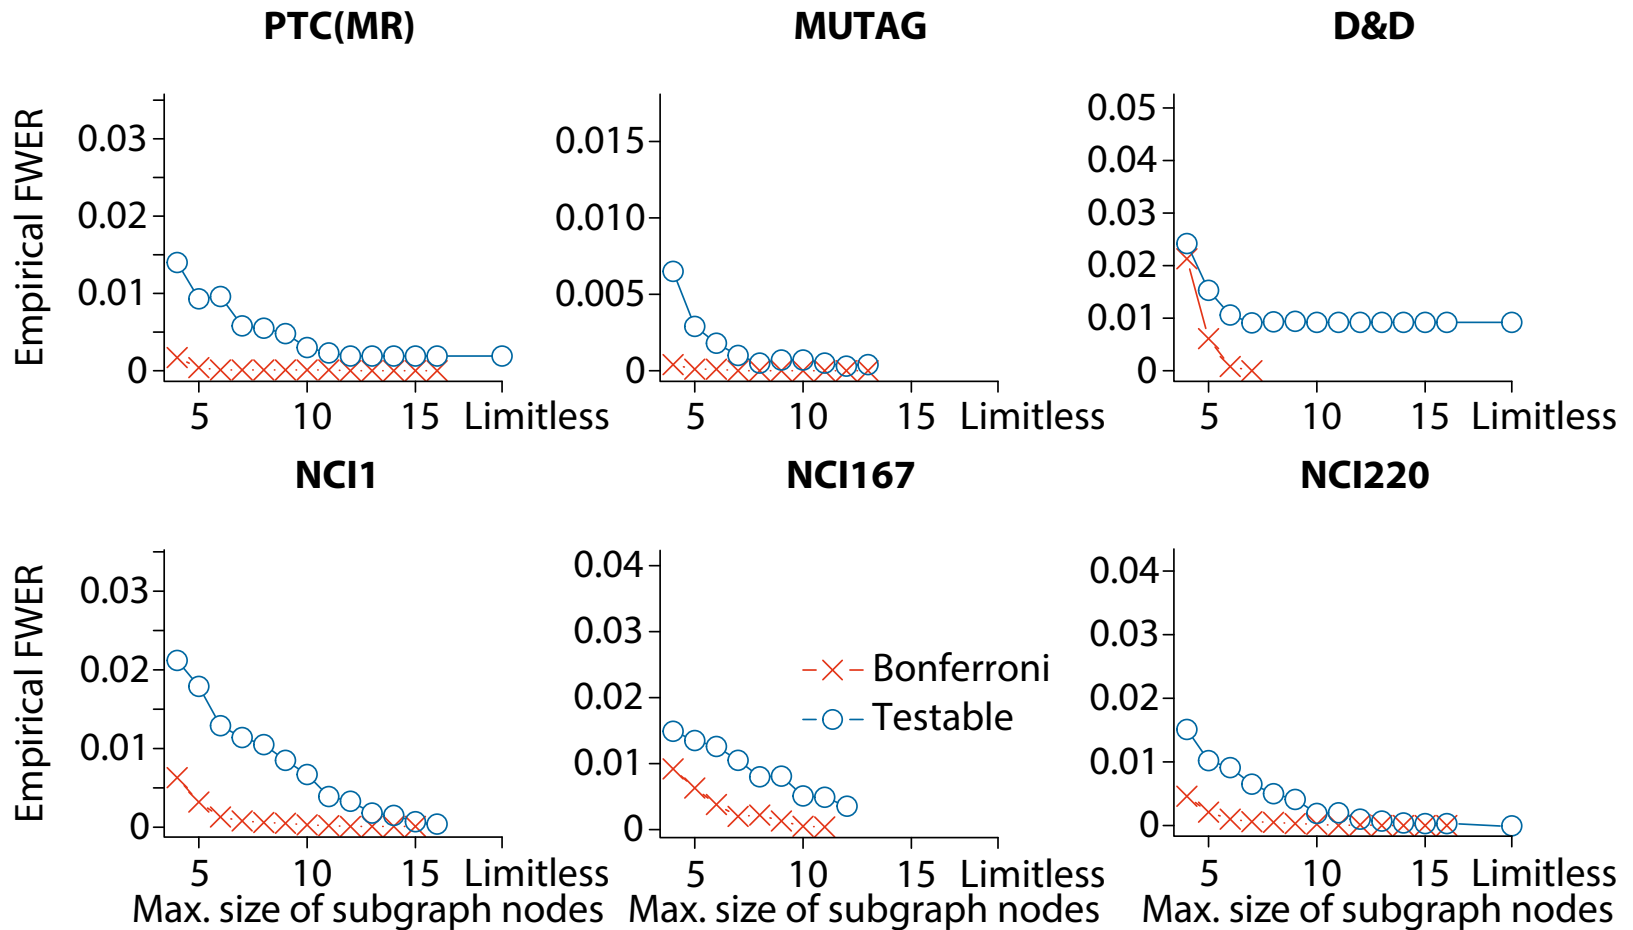 PTC(MR) MUTAG D&D
Empirical FWER
0.03
0.02
0.01
0
5 10 15 Limitless
0.015
0.010
0.005
0
5 10 15 Limitless
0.05
0.04
0.03
0.02
0.01
0
5 10 15 Limitless
NCI1 NCI167 NCI220
Empirical FWER
0.03
0.02
0.01
0
5 10 15 Limitless
Max. size of subgraph nodes
0.04
0.03
0.02
0.01
0
Bonferroni
Testable
5 10 15 Limitless
Max. size of subgraph nodes
0.04
0.03
0.02
0.01
0
5 10 15 Limitless
Max. size of subgraph nodes